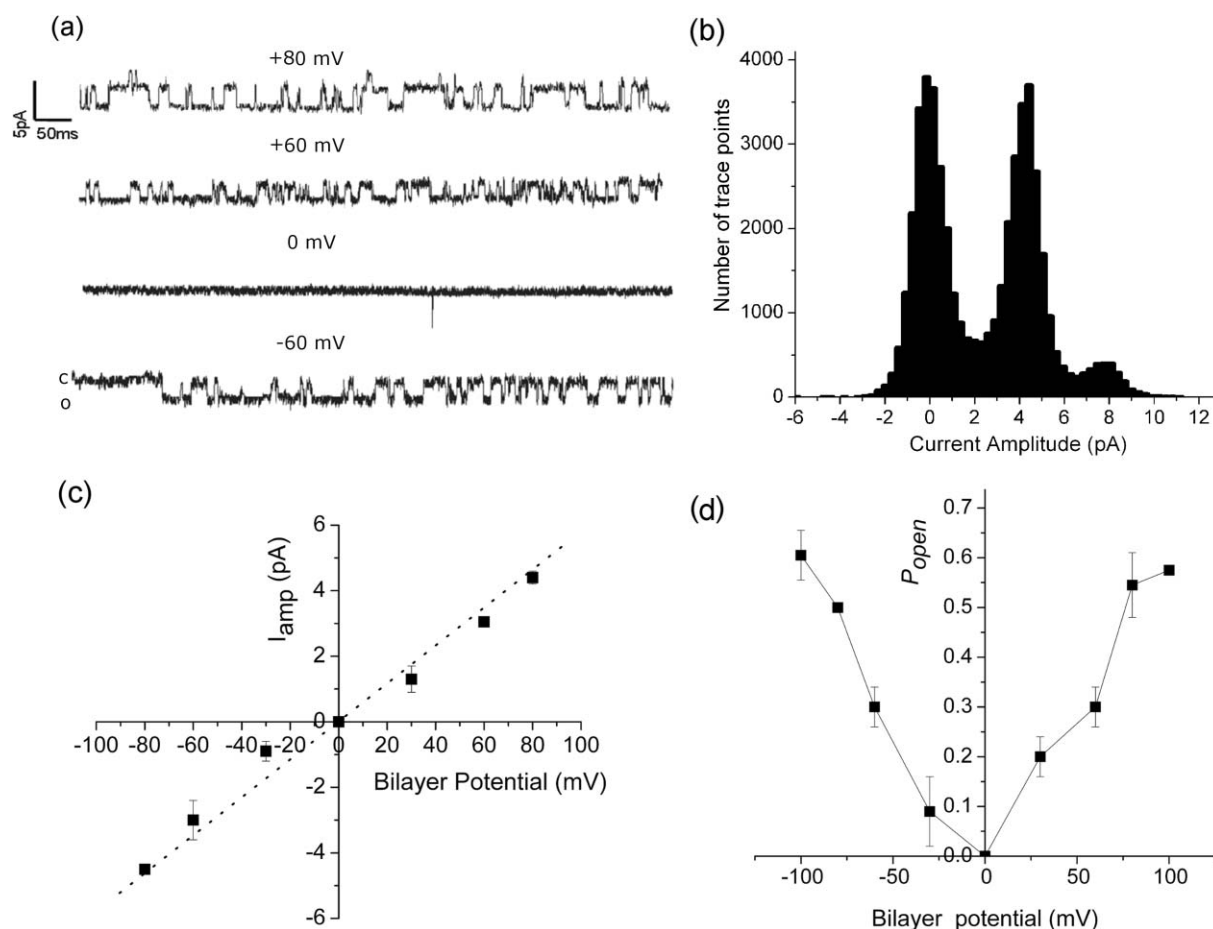 (a)
+80 mV
5pA
50ms
+60 mV
0 mV
-60 mV
C
O
(b)
4000
3000
2000
1000
0
Number of trace points
-6 -4 -2 0 2 4 6 8 10 12
Current Amplitude (pA)
(c)
6
4
2
0
-2
-4
-6
I amp (pA)
-100 -80 -60 -40 -20 0 20 40 60 80 100
Bilayer Potential (mV)
(d)
0.7
0.6
0.5
0.4
0.3
0.2
0.1
0.0
Popen
-100 -50 0 50 100
Bilayer potential (mV)